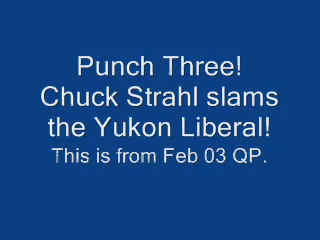 Punch Three!
Chuck Strahl slams
the Yukon Liberal!
This is from Feb 03 QP.